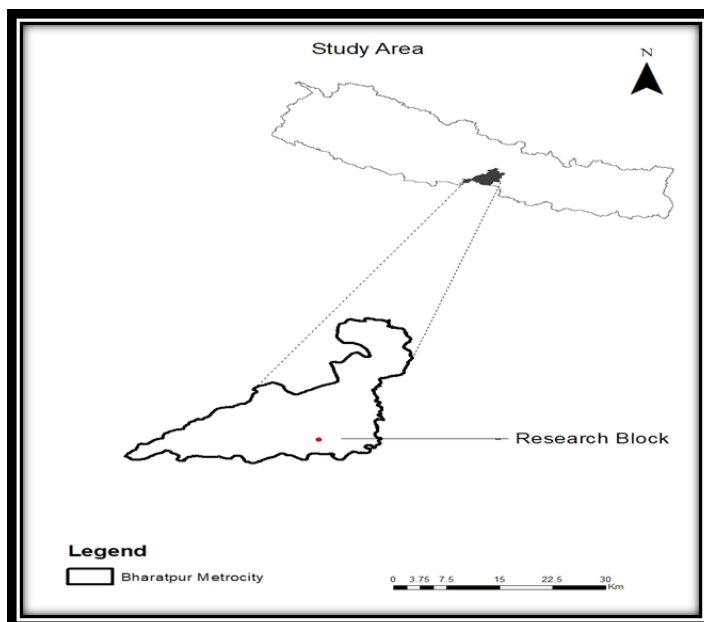 Study Area
N
Research Block
Legend
Bharatpur Metrocity
0 3.75 7.5 15 22.5 30
Km